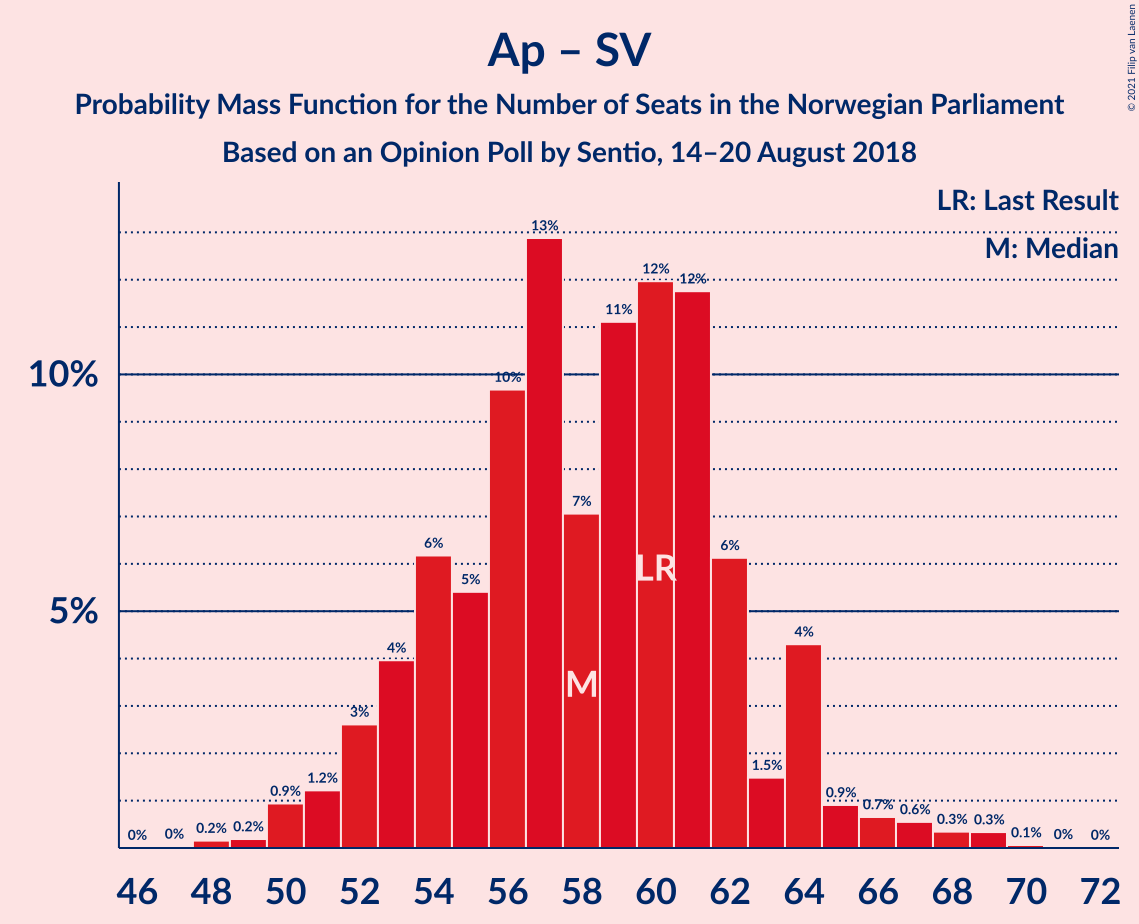 Ap – SV
Probability Mass Function for the Number of Seats in the Norwegian Parliament
Based on an Opinion Poll by Sentio, 14–20 August 2018
© 2021 Filip van Laenen
LR: Last Result
M: Median
10%
5%
0% 0% 0.2% 0.2% 0.9% 1.2% 3% 4% 6% 5% 10% 13% 7% 11% 12% 12% 6% 1.5% 4% 0.9% 0.7% 0.6% 0.3% 0.3% 0.1% 0% 0%
LR
M
46 48 50 52 54 56 58 60 62 64 66 68 70 72